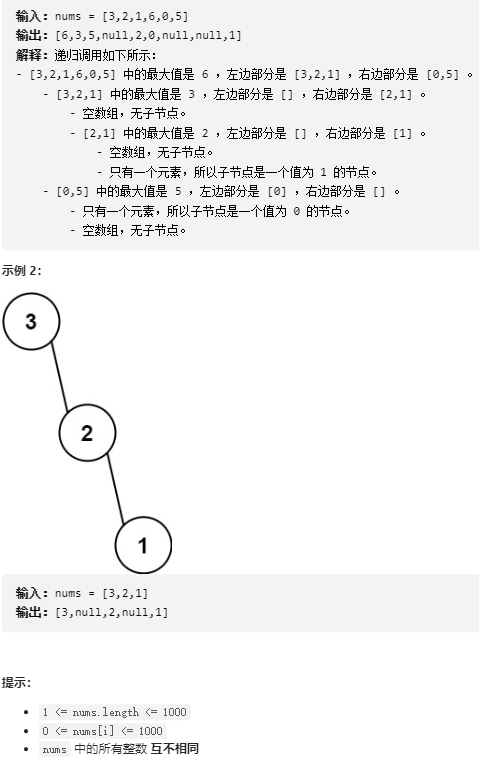 输入：nums = [3,2,1,6,0,5]
输出：[6,3,5,null,2,0,null,null,1]
解释：递归调用如下所示：
- [3,2,1,6,0,5] 中的最大值是 6 ，左边部分是 [3,2,1] ，右边部分是 [0,5] 。
- [3,2,1] 中的最大值是 3 ，左边部分是 [] ，右边部分是 [2,1] 。
- 空数组，无子节点。
- [2,1] 中的最大值是 2 ，左边部分是 [] ，右边部分是 [1] 。
- 空数组，无子节点。
- 只有一个元素，所以子节点是一个值为 1 的节点。
- [0,5] 中的最大值是 5 ，左边部分是 [0] ，右边部分是 [] 。
- 只有一个元素，所以子节点是一个值为 0 的节点。
- 空数组，无子节点。
示例 2：
3
2
1
输入：nums = [3,2,1]
输出：[3,null,2,null,1]
提示：
• 1 <= nums.length <= 1000
• 0 <= nums[i] <= 1000
• nums 中的所有整数 互不相同